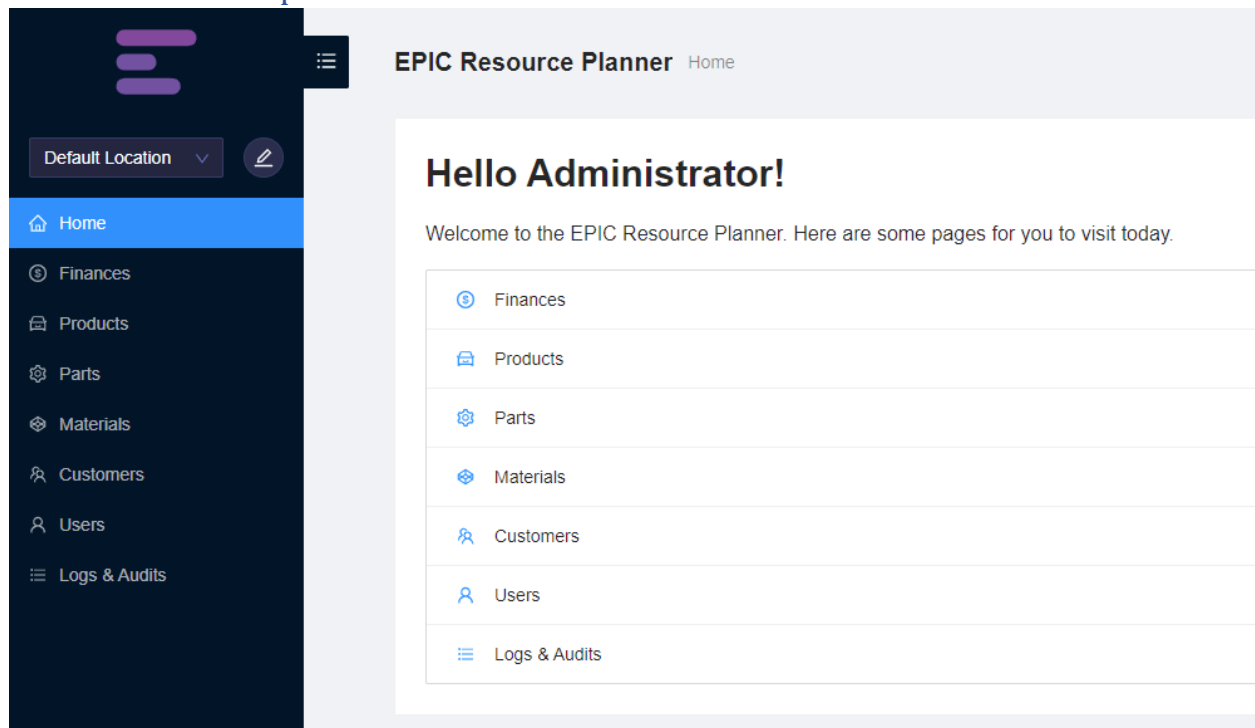 Default Location
Home
Finances
Products
Parts
Materials
Customers
Users
Logs & Audits
EPIC Resource Planner Home
Hello Administrator!
Welcome to the EPIC Resource Planner. Here are some pages for you to visit today.
Finances
Products
Parts
Materials
Customers
Users
Logs & Audits